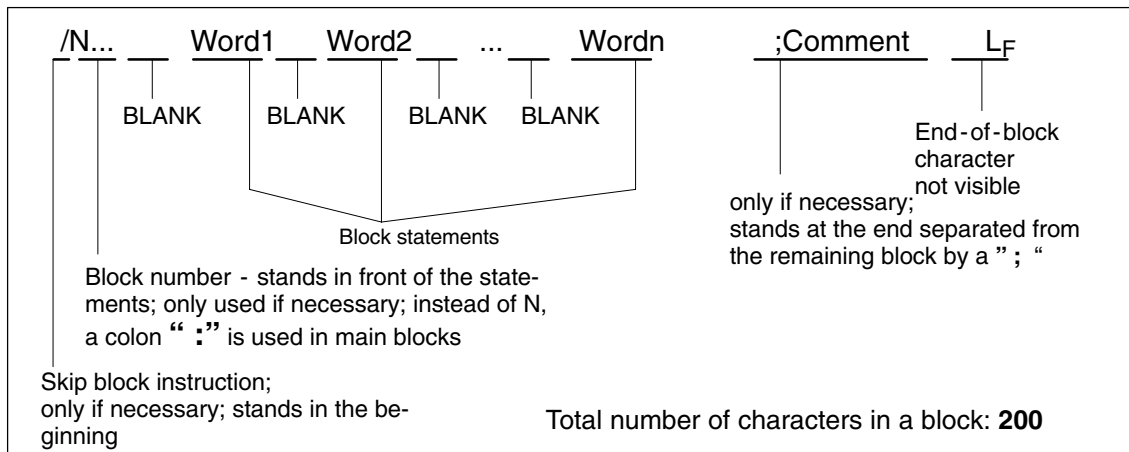 /N... Word1 Word2 ... Wordn ;Comment LF
BLANK BLANK BLANK BLANK
End-of-block
character
not visible
only if necessary;
stands at the end separated from
the remaining block by a ” ; “
Block statements
Block number - stands in front of the state-
ments; only used if necessary; instead of N,
a colon “ :” is used in main blocks
Skip block instruction;
only if necessary; stands in the be-
ginning
Total number of characters in a block: 200